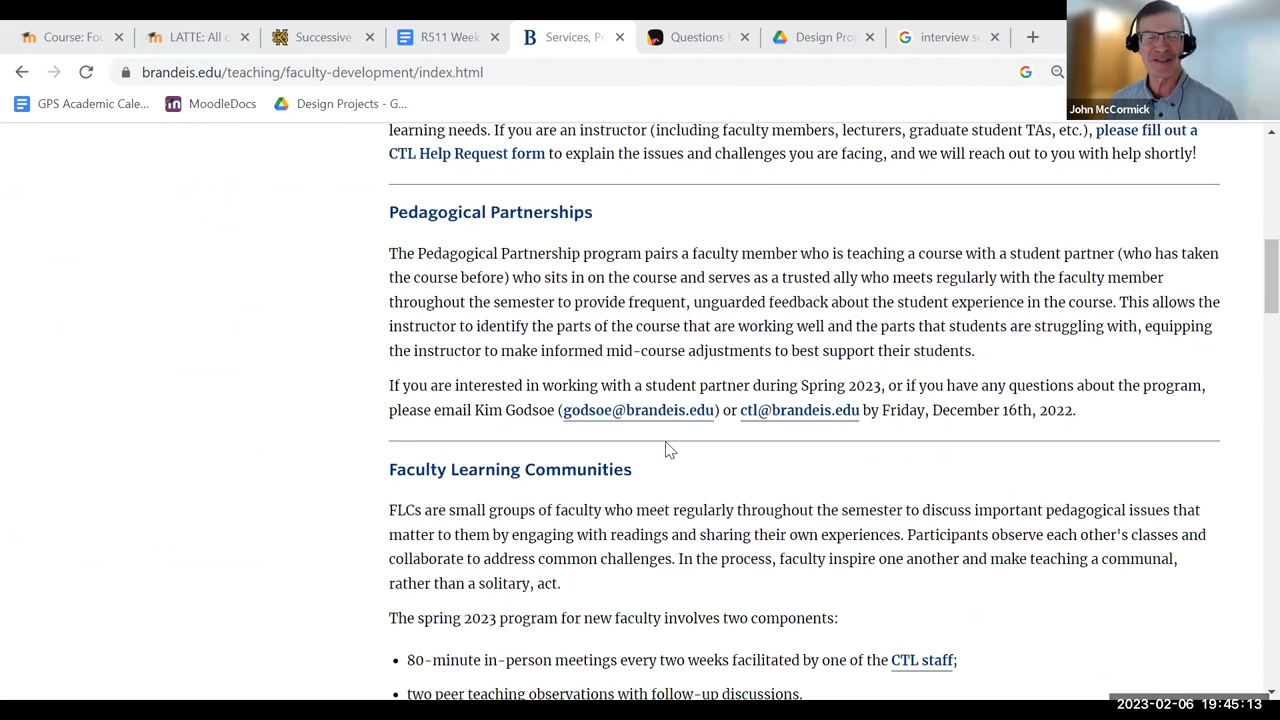 Course: Fou
LATTE: All c
Successive
R511 Week
Services, Pr
Questions f
Design Proj
interview sc
brandeis.edu/teaching/faculty-development/index.html
GPS Academic Cale...
MoodleDocs
Design Projects - G...
John McCormick
learning needs. If you are an instructor (including faculty members, lecturers, graduate student TAs, etc.), please fill out a
CTL Help Request form to explain the issues and challenges you are facing, and we will reach out to you with help shortly!
Pedagogical Partnerships
The Pedagogical Partnership program pairs a faculty member who is teaching a course with a student partner (who has taken
the course before) who sits in on the course and serves as a trusted ally who meets regularly with the faculty member
throughout the semester to provide frequent, unguarded feedback about the student experience in the course. This allows the
instructor to identify the parts of the course that are working well and the parts that students are struggling with, equipping
the instructor to make informed mid-course adjustments to best support their students.
If you are interested in working with a student partner during Spring 2023, or if you have any questions about the program,
please email Kim Godsoe (godsoe@brandeis.edu) or ctl@brandeis.edu by Friday, December 16th, 2022.
Faculty Learning Communities
FLCs are small groups of faculty who meet regularly throughout the semester to discuss important pedagogical issues that
matter to them by engaging with readings and sharing their own experiences. Participants observe each other's classes and
collaborate to address common challenges. In the process, faculty inspire one another and make teaching a communal,
rather than a solitary, act.
The spring 2023 program for new faculty involves two components:
• 80-minute in-person meetings every two weeks facilitated by one of the CTL staff;
• two peer teaching observations with follow-up discussions.
2023-02-06 19:45:13